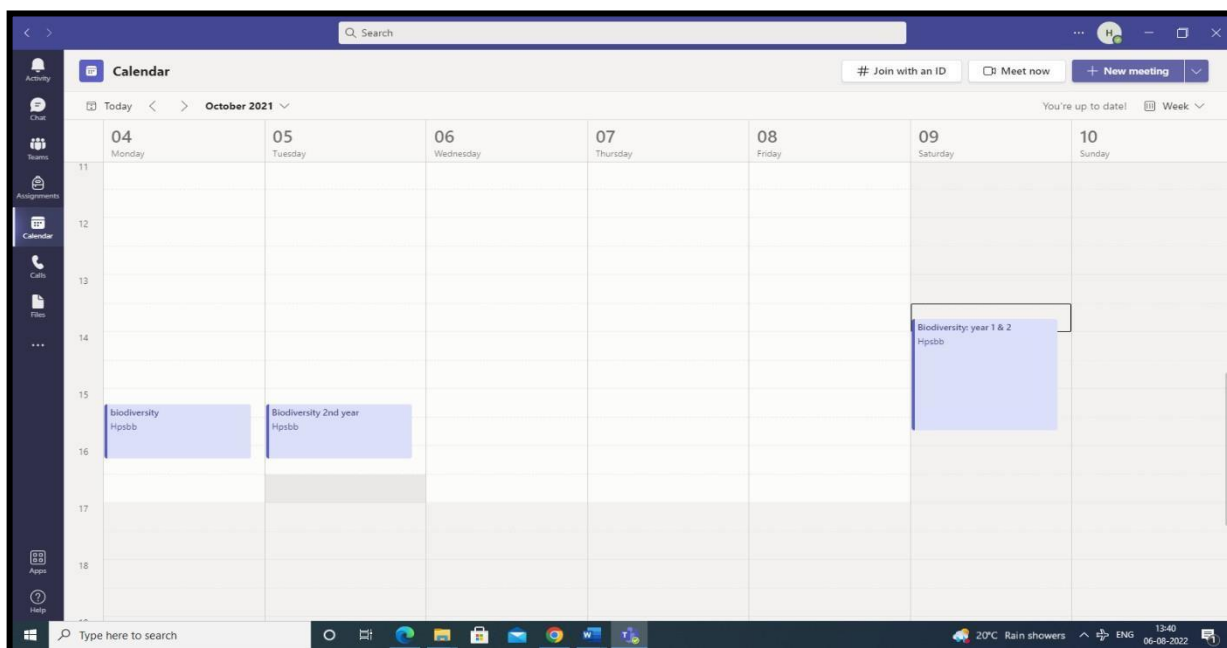 Search
H
Activity
Chat
Teams
Assignments
Calendar
Calls
Files
Apps
Help
Calendar
# Join with an ID
Meet now
+ New meeting
Today
October 2021
You're up to date!
Week
04
Monday
05
Tuesday
06
Wednesday
07
Thursday
08
Friday
09
Saturday
10
Sunday
11
12
13
14
15
16
17
18
biodiversity
Hpsbb
Biodiversity 2nd year
Hpsbb
Biodiversity: year 1 & 2
Hpsbb
Type here to search
20°C Rain showers
ENG
13:40
06-08-2022
1